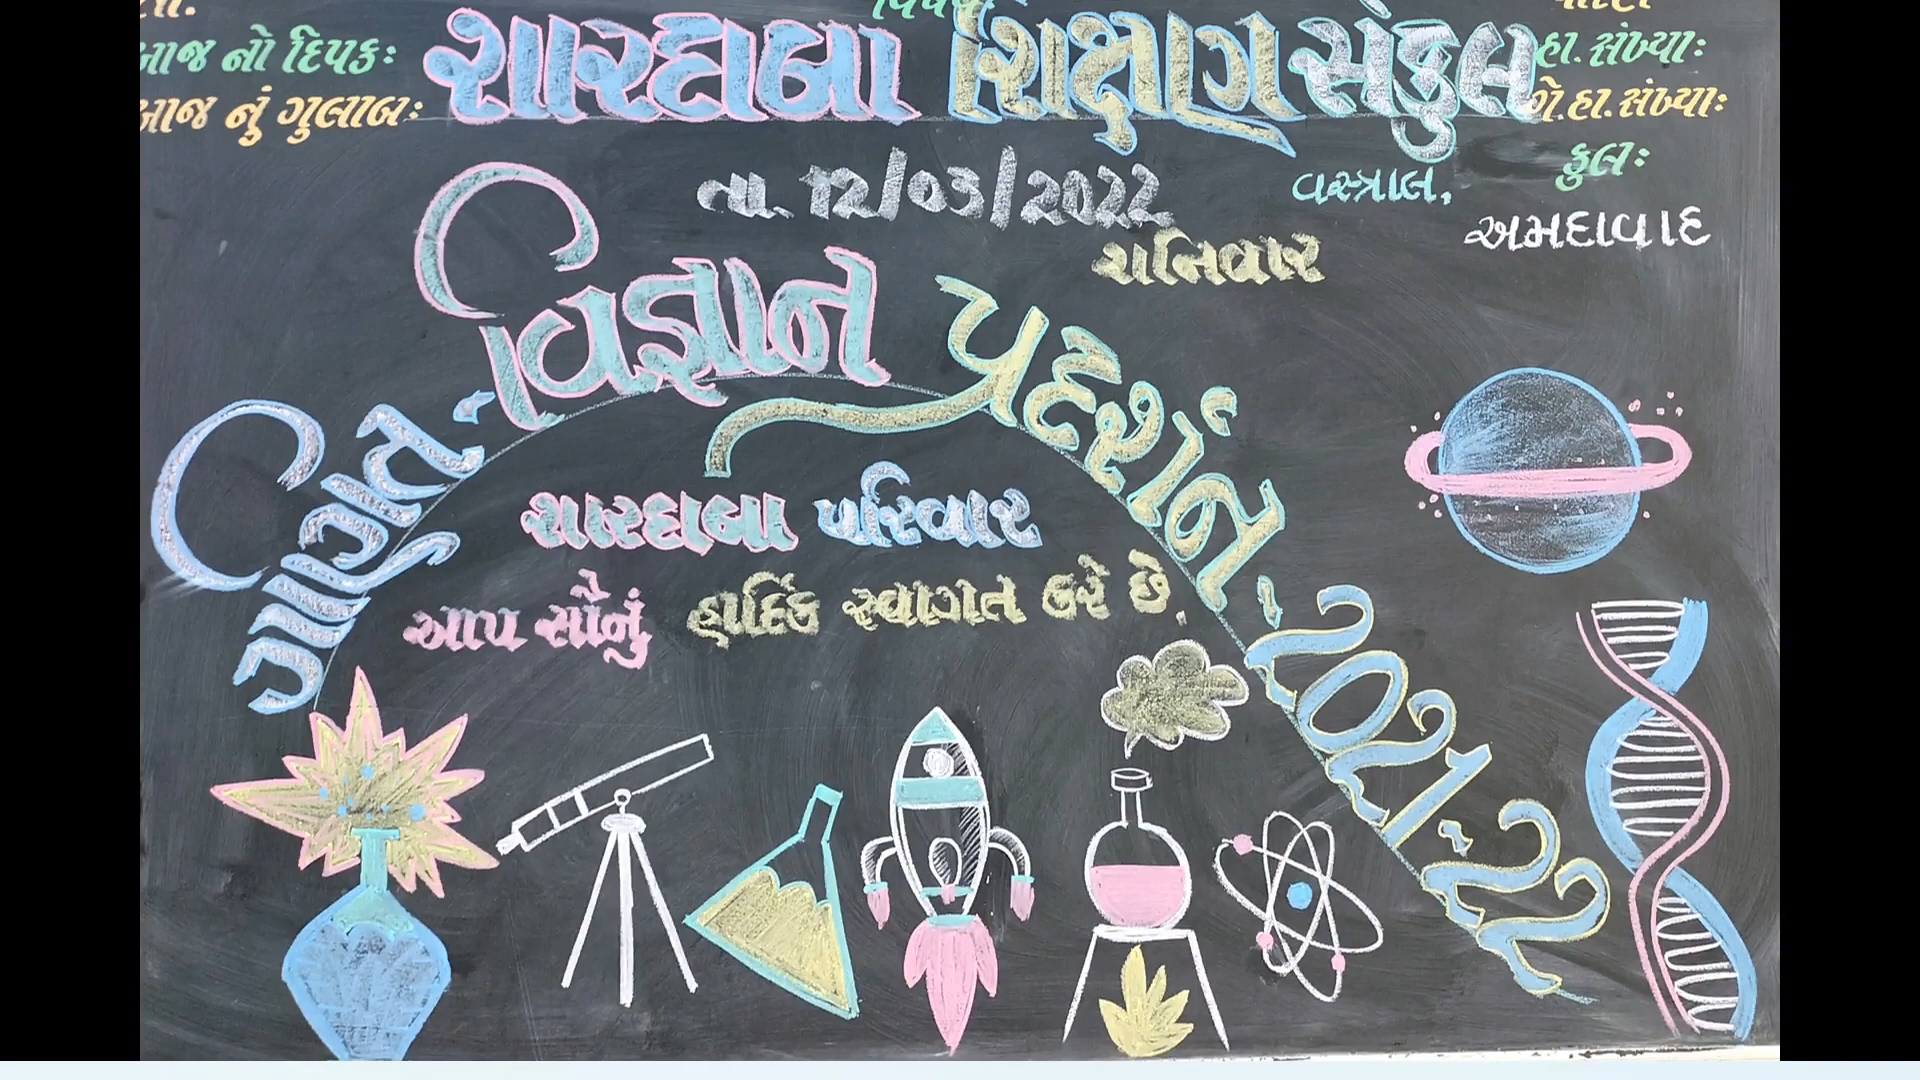 આજ નો દિપક:
આજ નું ગુલાબ:
શારદાબા શિક્ષણ સંકુલ
હા. સંખ્યા:
ગે.હા. સંખ્યા:
કુલ:
વસ્ત્રાલ,
અમદાવાદ
તા. 12/03/2022
શનિવાર
ગણિત-વિજ્ઞાન પ્રદર્શન-2021-22
શારદાબા પરિવાર
આપ સૌનું હાર્દિક સ્વાગત કરે છે.